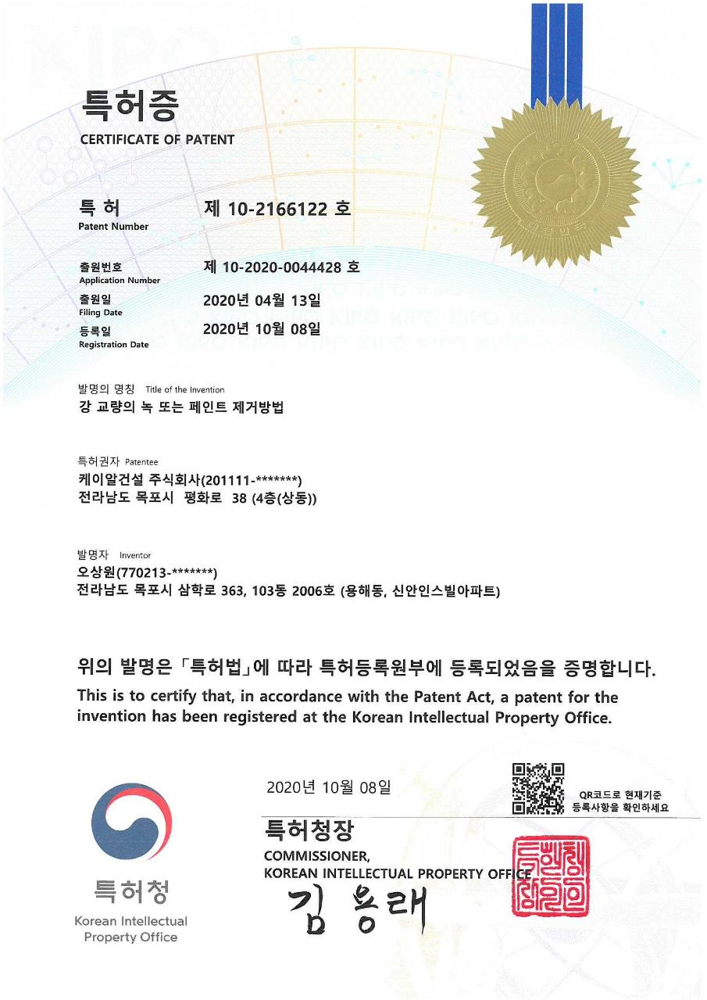 특허증
CERTIFICATE OF PATENT
특 허 제 10-2166122 호
Patent Number
출원번호 제 10-2020-0044428 호
Application Number
출원일 2020년 04월 13일
Filing Date
등록일 2020년 10월 08일
Registration Date
발명의 명칭 Title of the Invention
강 교량의 녹 또는 페인트 제거방법
특허권자 Patentee
케이알건설 주식회사(201111-*******)
전라남도 목포시 평화로 38 (4층(상동))
발명자 Inventor
오상원(770213-*******)
전라남도 목포시 삼학로 363, 103동 2006호 (용해동, 신안인스빌아파트)
위의 발명은 「특허법」에 따라 특허등록원부에 등록되었음을 증명합니다.
This is to certify that, in accordance with the Patent Act, a patent for the
invention has been registered at the Korean Intellectual Property Office.
2020년 10월 08일
QR코드로 현재기준
등록사항을 확인하세요
특허청장
COMMISSIONER,
KOREAN INTELLECTUAL PROPERTY OFFICE
김용래
특허청
Korean Intellectual
Property Office
대한민국